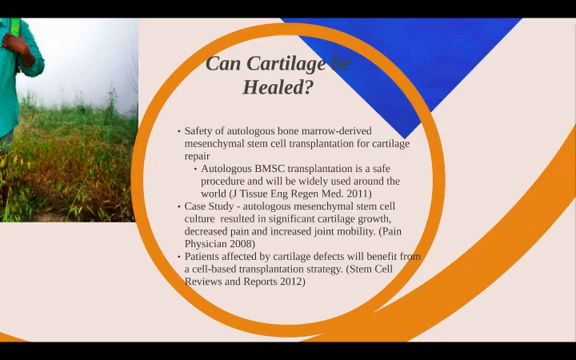 Can Cartilage be
Healed?
• Safety of autologous bone marrow-derived
mesenchymal stem cell transplantation for cartilage
repair
• Autologous BMSC transplantation is a safe
procedure and will be widely used around the
world (J Tissue Eng Regen Med. 2011)
• Case Study - autologous mesenchymal stem cell
culture resulted in significant cartilage growth,
decreased pain and increased joint mobility. (Pain
Physician 2008)
• Patients affected by cartilage defects will benefit from
a cell-based transplantation strategy. (Stem Cell
Reviews and Reports 2012)